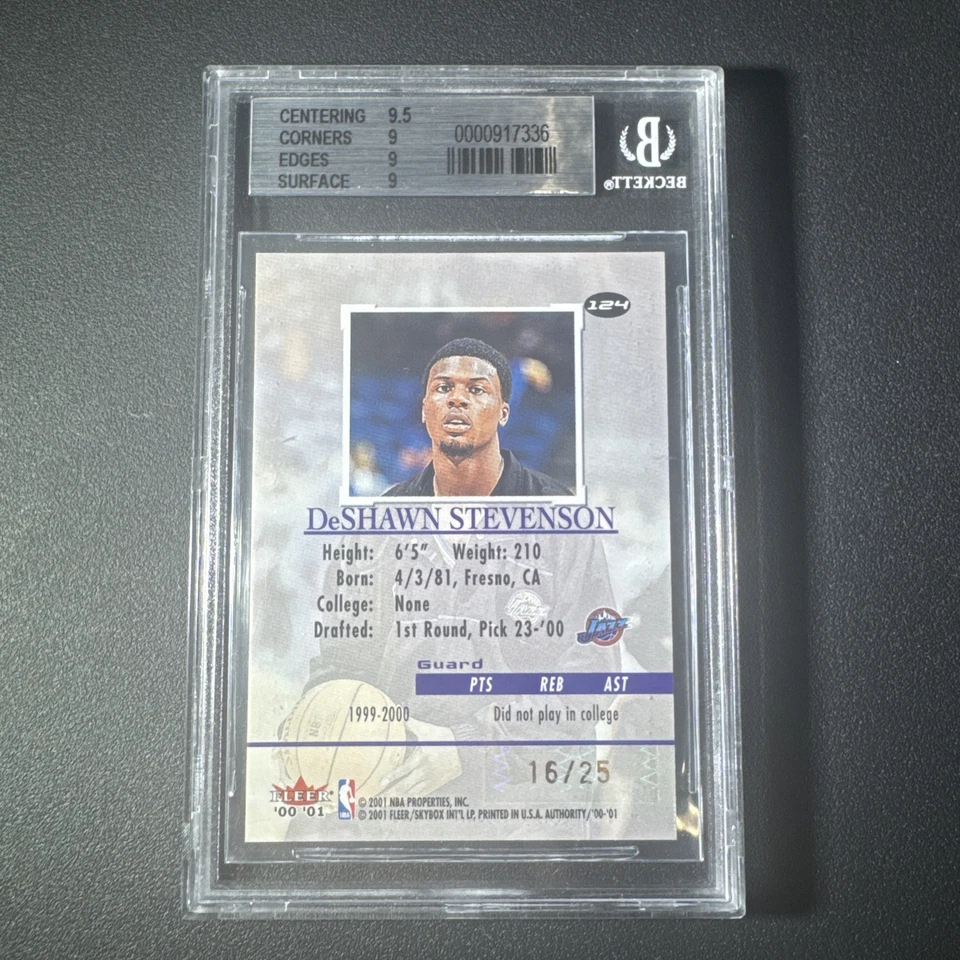 CENTERING 9.5
CORNERS 9
EDGES 9
SURFACE 9
0000917336
BECKETT®
124
DeSHAWN STEVENSON
Height: 6'5" Weight: 210
Born: 4/3/81, Fresno, CA
College: None
Drafted: 1st Round, Pick 23-'00
JAZZ
Guard
PTS REB AST
1999-2000 Did not play in college
16/25
FLEER
'00 '01
NBA
© 2001 NBA PROPERTIES, INC.
© 2001 FLEER/SKYBOX INT'L LP, PRINTED IN U.S.A. AUTHORITY/'00-'01